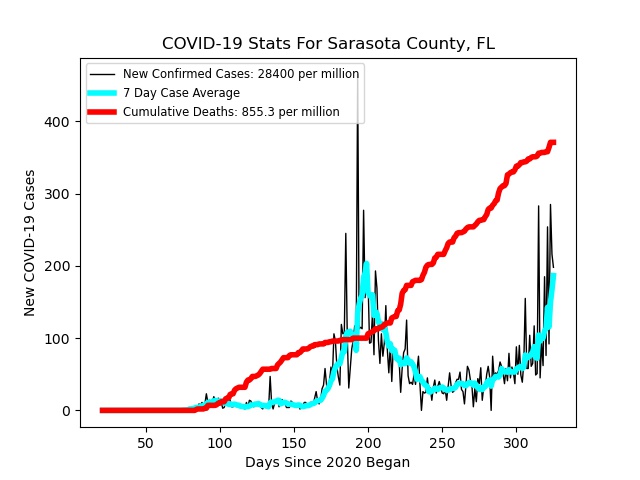 COVID-19 Stats For Sarasota County, FL
New Confirmed Cases: 28400 per million
7 Day Case Average
Cumulative Deaths: 855.3 per million
New COVID-19 Cases
400
300
200
100
0
50
100
150
200
250
300
Days Since 2020 Began